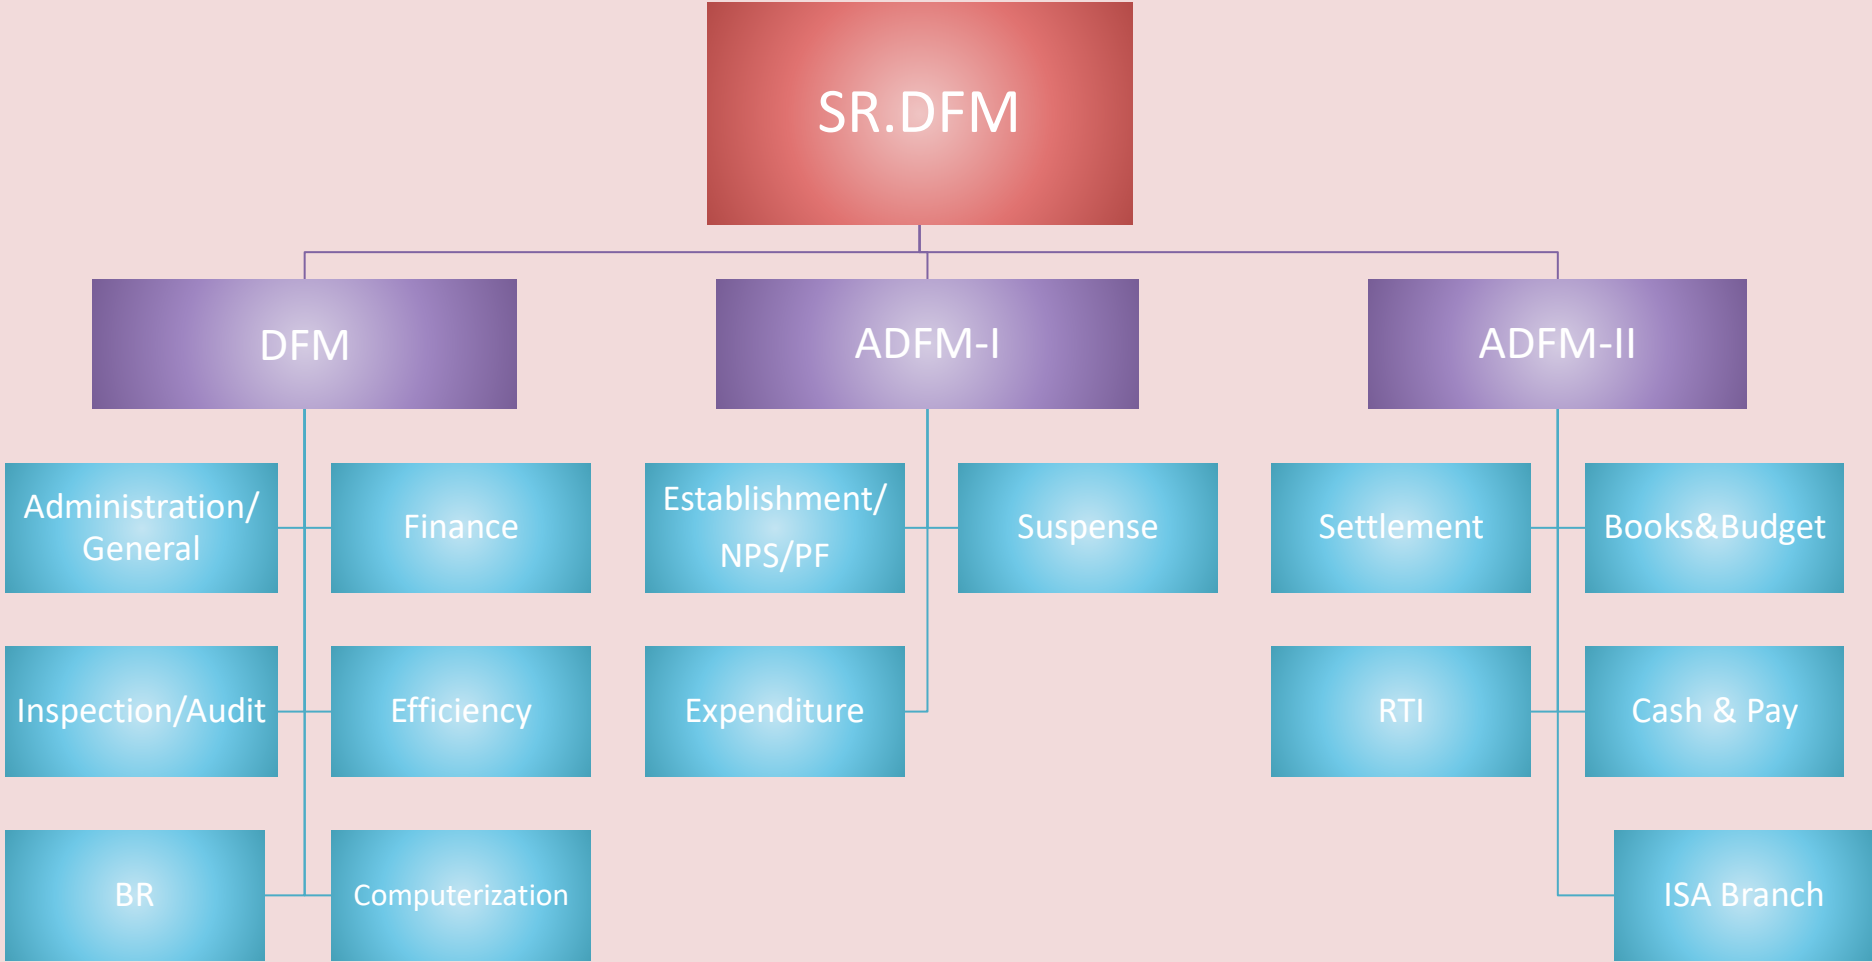 SR.DFM
DFM
ADFM-I
ADFM-II
Administration/
General
Finance
Establishment/
NPS/PF
Suspense
Settlement
Books&Budget
Inspection/Audit
Efficiency
Expenditure
RTI
Cash & Pay
BR
Computerization
ISA Branch